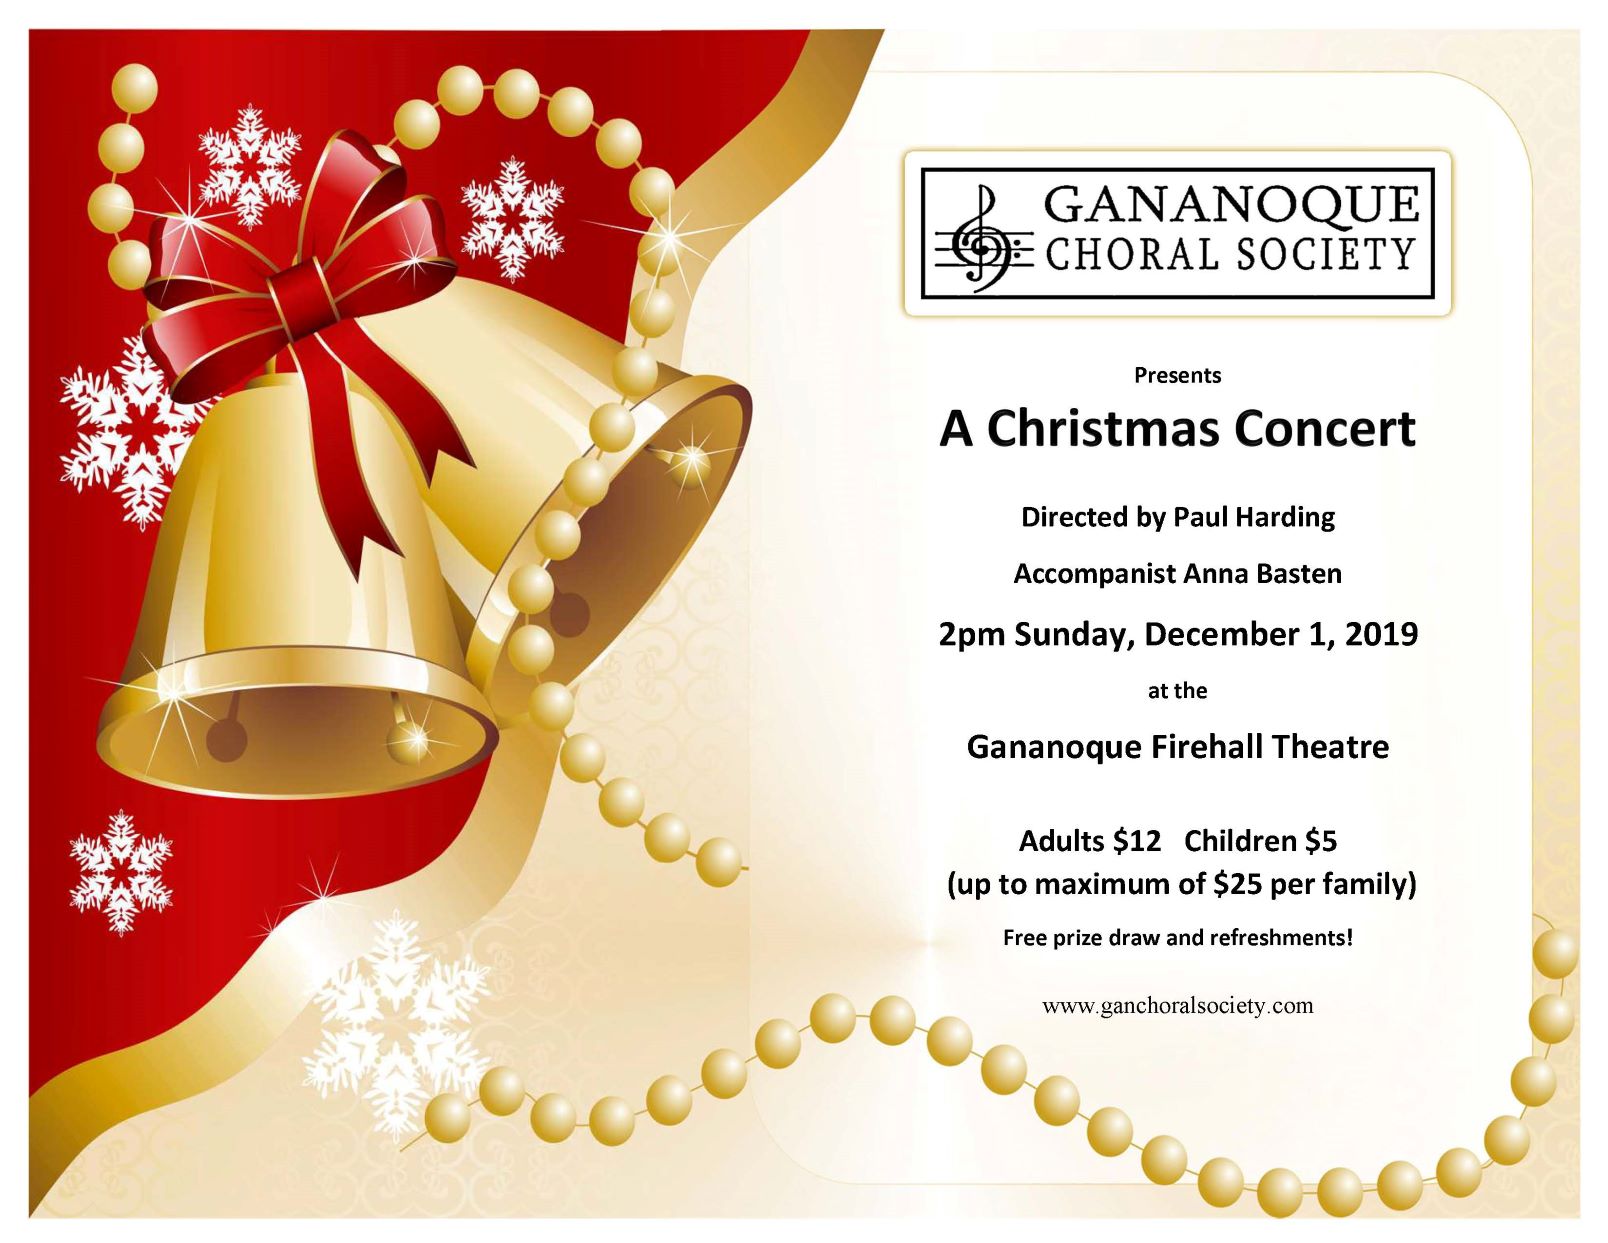 GANANOQUE
CHORAL SOCIETY
Presents
A Christmas Concert
Directed by Paul Harding
Accompanist Anna Basten
2pm Sunday, December 1, 2019
at the
Gananoque Firehall Theatre
Adults $12   Children $5
(up to maximum of $25 per family)
Free prize draw and refreshments!
www.ganchoralsociety.com